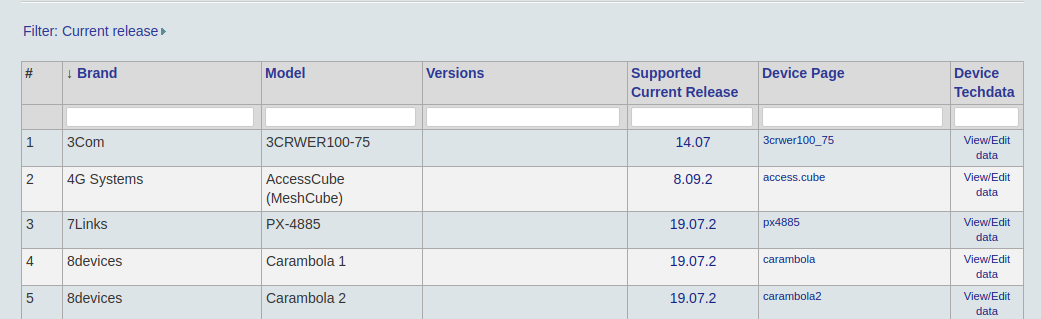 Filter: Current release
# ↓ Brand Model Versions Supported Current Release Device Page Device Techdata
1 3Com 3CRWER100-75 14.07 3crwer100_75 View/Edit data
2 4G Systems AccessCube (MeshCube) 8.09.2 access.cube View/Edit data
3 7Links PX-4885 19.07.2 px4885 View/Edit data
4 8devices Carambola 1 19.07.2 carambola View/Edit data
5 8devices Carambola 2 19.07.2 carambola2 View/Edit data